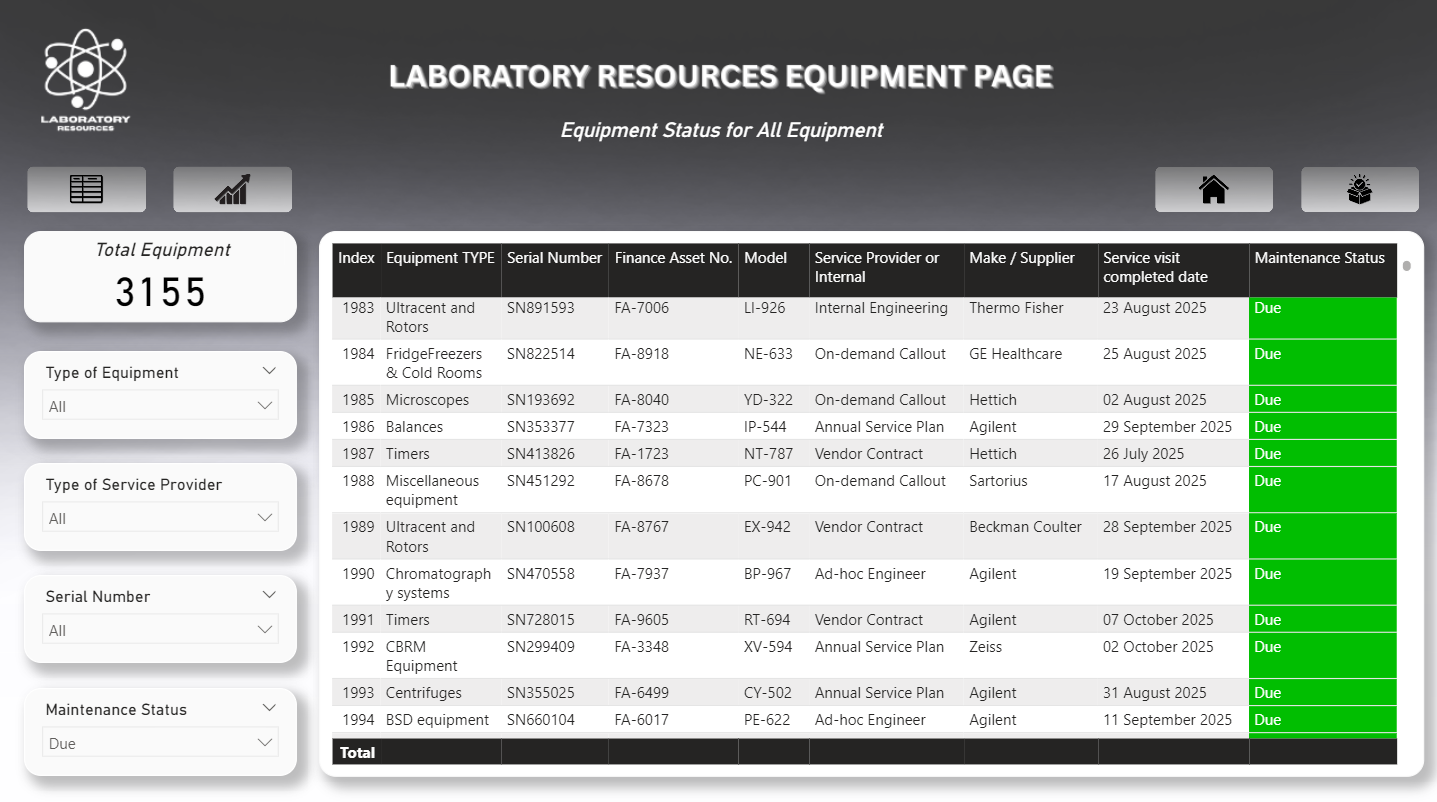 LABORATORY
RESOURCES
LABORATORY RESOURCES EQUIPMENT PAGE
Equipment Status for All Equipment
Total Equipment
3155
Type of Equipment
All
Type of Service Provider
All
Serial Number
All
Maintenance Status
Due
Index Equipment TYPE Serial Number Finance Asset No. Model Service Provider or Internal Make / Supplier Service visit completed date Maintenance Status
1983 Ultracent and Rotors SN891593 FA-7006 LI-926 Internal Engineering Thermo Fisher 23 August 2025 Due
1984 FridgeFreezers & Cold Rooms SN822514 FA-8918 NE-633 On-demand Callout GE Healthcare 25 August 2025 Due
1985 Microscopes SN193692 FA-8040 YD-322 On-demand Callout Hettich 02 August 2025 Due
1986 Balances SN353377 FA-7323 IP-544 Annual Service Plan Agilent 29 September 2025 Due
1987 Timers SN413826 FA-1723 NT-787 Vendor Contract Hettich 26 July 2025 Due
1988 Miscellaneous equipment SN451292 FA-8678 PC-901 On-demand Callout Sartorius 17 August 2025 Due
1989 Ultracent and Rotors SN100608 FA-8767 EX-942 Vendor Contract Beckman Coulter 28 September 2025 Due
1990 Chromatography systems SN470558 FA-7937 BP-967 Ad-hoc Engineer Agilent 19 September 2025 Due
1991 Timers SN728015 FA-9605 RT-694 Vendor Contract Agilent 07 October 2025 Due
1992 CBRM Equipment SN299409 FA-3348 XV-594 Annual Service Plan Zeiss 02 October 2025 Due
1993 Centrifuges SN355025 FA-6499 CY-502 Annual Service Plan Agilent 31 August 2025 Due
1994 BSD equipment SN660104 FA-6017 PE-622 Ad-hoc Engineer Agilent 11 September 2025 Due
Total